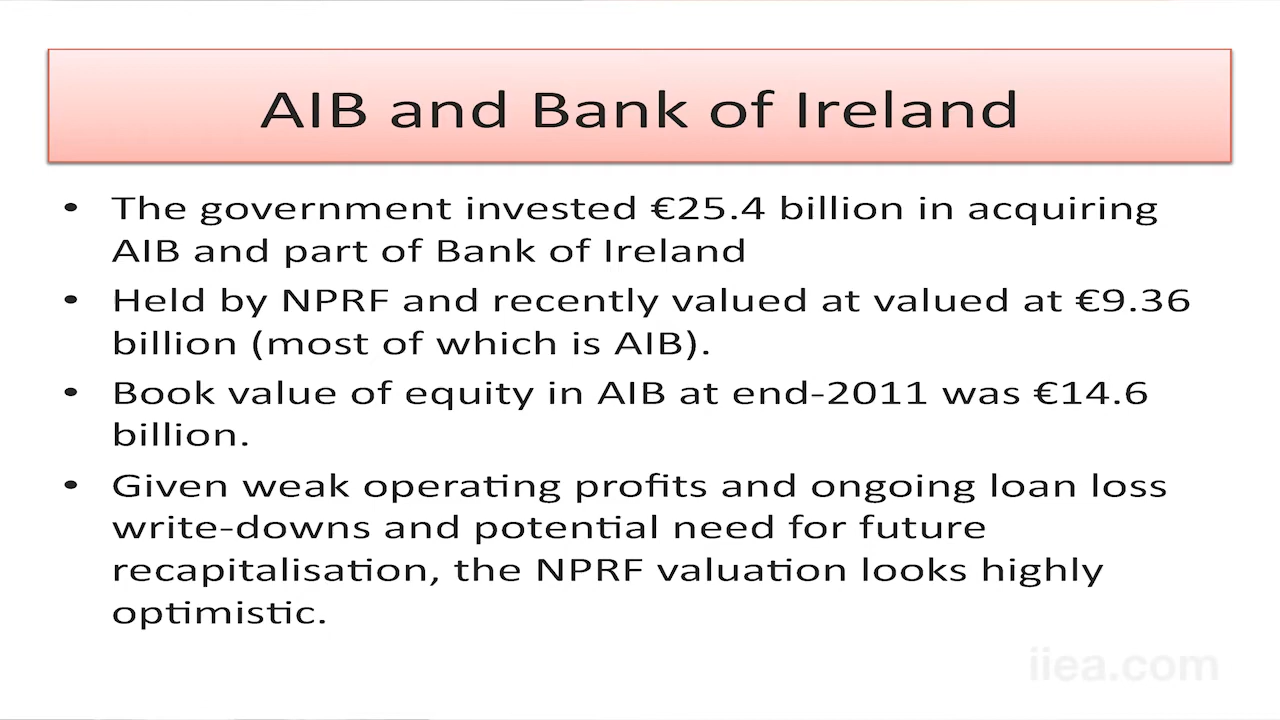 AIB and Bank of Ireland
• The government invested €25.4 billion in acquiring
AIB and part of Bank of Ireland
• Held by NPRF and recently valued at valued at €9.36
billion (most of which is AIB).
• Book value of equity in AIB at end-2011 was €14.6
billion.
• Given weak operating profits and ongoing loan loss
write-downs and potential need for future
recapitalisation, the NPRF valuation looks highly
optimistic.
iiea.com